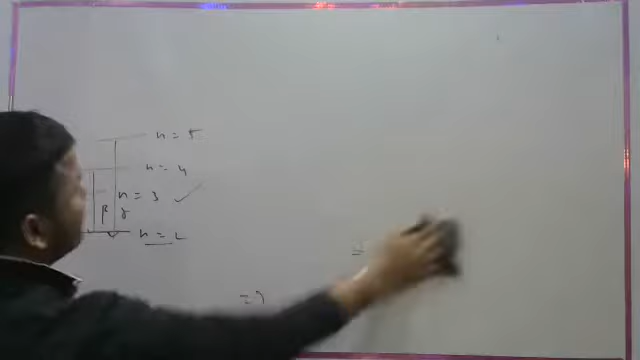 n = 5
n = 4
n = 3 ✓
β γ
n = 2
= ?